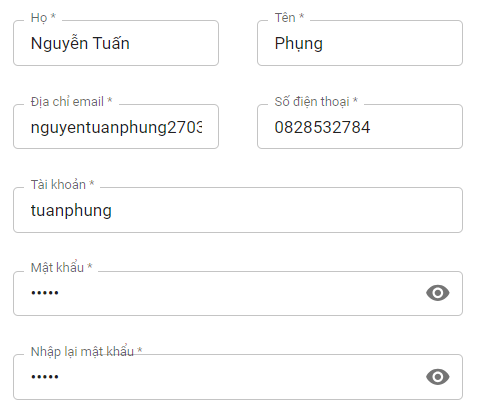 Họ *
Tên *
Nguyễn Tuấn
Phụng
Địa chỉ email *
Số điện thoại *
nguyentuanphung2703
0828532784
Tài khoản *
tuanphung
Mật khẩu *
•••••
Nhập lại mật khẩu *
•••••